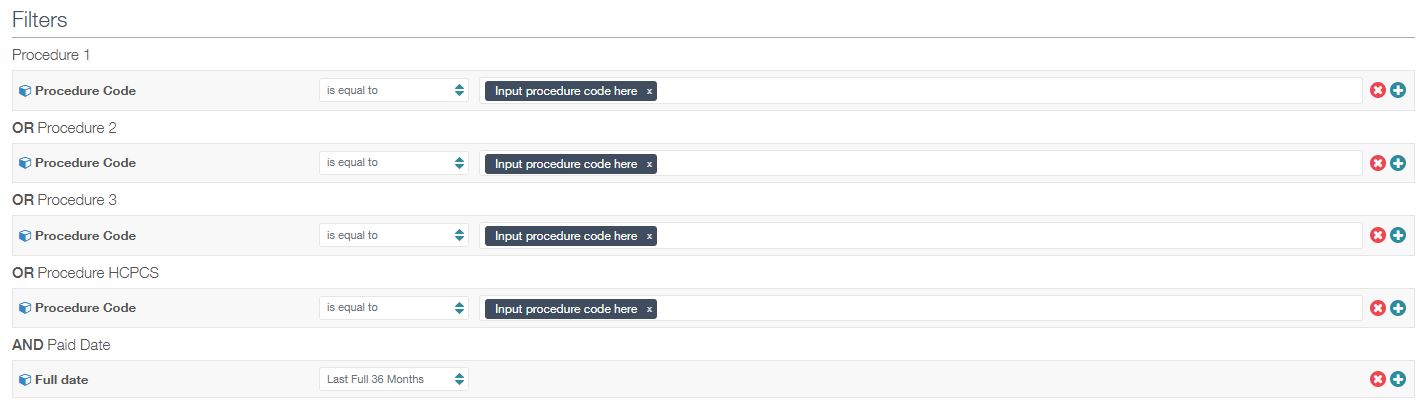 Filters
Procedure 1
Procedure Code is equal to Input procedure code here x
OR Procedure 2
Procedure Code is equal to Input procedure code here x
OR Procedure 3
Procedure Code is equal to Input procedure code here x
OR Procedure HCPCS
Procedure Code is equal to Input procedure code here x
AND Paid Date
Full date Last Full 36 Months